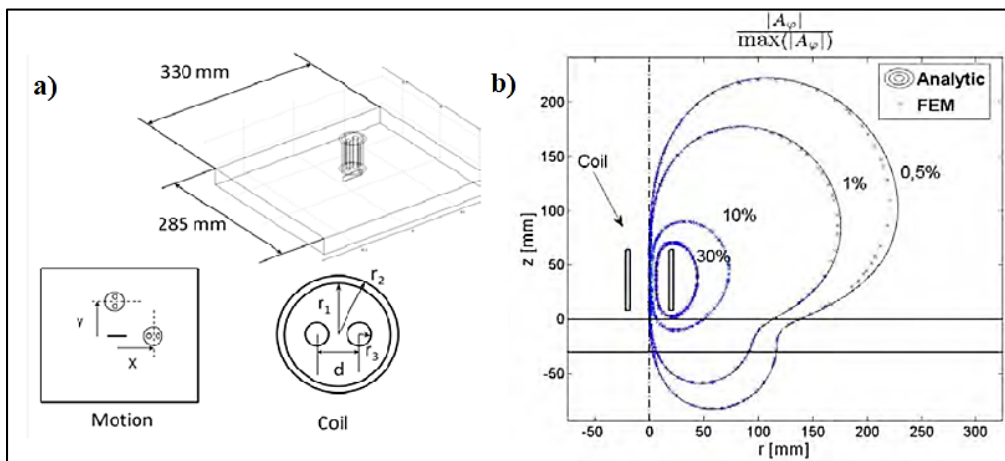 a)
330 mm
285 mm
y
X
Motion
r1
r2
r3
d
Coil
b)
|Aφ|
max(|Aφ|)
Analytic
FEM
Coil
0,5%
1%
10%
30%
z [mm]
200
150
100
50
0
-50
-50 0 50 100 150 200 250 300
r [mm]